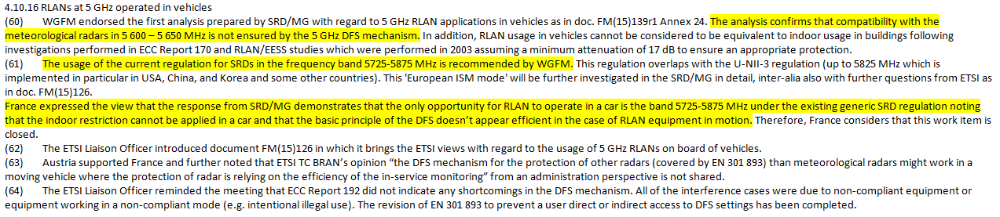 4.10.16 RLANs at 5 GHz operated in vehicles
(60) WGFM endorsed the first analysis prepared by SRD/MG with regard to 5 GHz RLAN applications in vehicles as in doc. FM(15)139r1 Annex 24. The analysis confirms that compatibility with the
meteorological radars in 5 600 – 5 650 MHz is not ensured by the 5 GHz DFS mechanism. In addition, RLAN usage in vehicles cannot be considered to be equivalent to indoor usage in buildings following
investigations performed in ECC Report 170 and RLAN/EESS studies which were performed in 2003 assuming a minimum attenuation of 17 dB to ensure an appropriate protection.
(61) The usage of the current regulation for SRDs in the frequency band 5725-5875 MHz is recommended by WGFM. This regulation overlaps with the U-NII-3 regulation (up to 5825 MHz which is
implemented in particular in USA, China, and Korea and some other countries). This 'European ISM mode' will be further investigated in the SRD/MG in detail, inter-alia also with further questions from ETSI as
in doc. FM(15)126.
France expressed the view that the response from SRD/MG demonstrates that the only opportunity for RLAN to operate in a car is the band 5725-5875 MHz under the existing generic SRD regulation noting
that the indoor restriction cannot be applied in a car and that the basic principle of the DFS doesn't appear efficient in the case of RLAN equipment in motion. Therefore, France considers that this work item is
closed.
(62) The ETSI Liaison Officer introduced document FM(15)126 in which it brings the ETSI views with regard to the usage of 5 GHz RLANs on board of vehicles.
(63) Austria supported France and further noted that ETSI TC BRAN's opinion "the DFS mechanism for the protection of other radars (covered by EN 301 893) than meteorological radars might work in a
moving vehicle where the protection of radar is relying on the efficiency of the in-service monitoring" from an administration perspective is not shared.
(64) The ETSI Liaison Officer reminded the meeting that ECC Report 192 did not indicate any shortcomings in the DFS mechanism. All of the interference cases were due to non-compliant equipment or
equipment working in a non-compliant mode (e.g. intentional illegal use). The revision of EN 301 893 to prevent a user direct or indirect access to DFS settings has been completed.